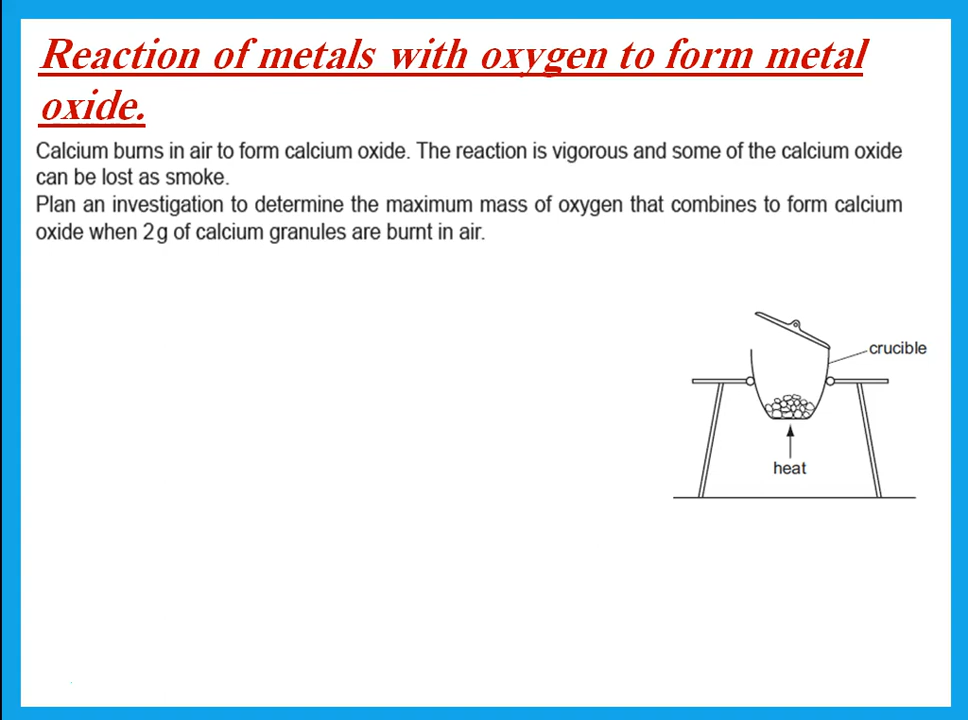 Reaction of metals with oxygen to form metal
oxide.
Calcium burns in air to form calcium oxide. The reaction is vigorous and some of the calcium oxide
can be lost as smoke.
Plan an investigation to determine the maximum mass of oxygen that combines to form calcium
oxide when 2 g of calcium granules are burnt in air.
crucible
heat